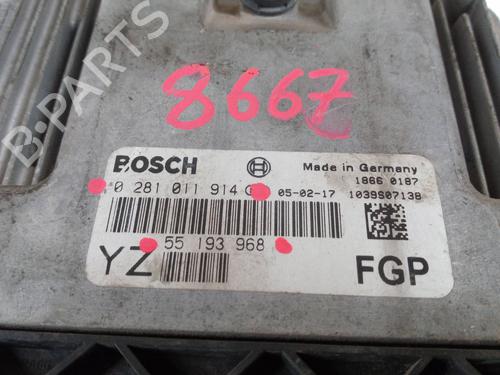 B-PARTS
8667
BOSCH
Made in Germany
0 281 011 914
05-02-17
1866 0187
1039S07138
55 193 968
YZ
FGP